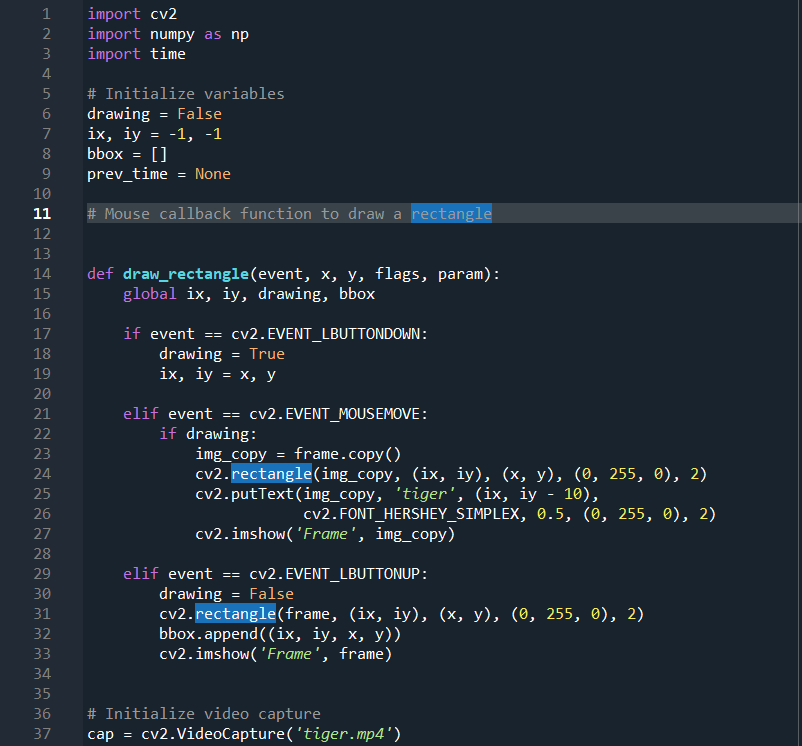 1 import cv2
2 import numpy as np
3 import time
4
5 # Initialize variables
6 drawing = False
7 ix, iy = -1, -1
8 bbox = []
9 prev_time = None
10
11 # Mouse callback function to draw a rectangle
12
13
14 def draw_rectangle(event, x, y, flags, param):
15     global ix, iy, drawing, bbox
16
17     if event == cv2.EVENT_LBUTTONDOWN:
18         drawing = True
19         ix, iy = x, y
20
21     elif event == cv2.EVENT_MOUSEMOVE:
22         if drawing:
23             img_copy = frame.copy()
24             cv2.rectangle(img_copy, (ix, iy), (x, y), (0, 255, 0), 2)
25             cv2.putText(img_copy, 'tiger', (ix, iy - 10),
26                         cv2.FONT_HERSHEY_SIMPLEX, 0.5, (0, 255, 0), 2)
27             cv2.imshow('Frame', img_copy)
28
29     elif event == cv2.EVENT_LBUTTONUP:
30         drawing = False
31         cv2.rectangle(frame, (ix, iy), (x, y), (0, 255, 0), 2)
32         bbox.append((ix, iy, x, y))
33         cv2.imshow('Frame', frame)
34
35
36 # Initialize video capture
37 cap = cv2.VideoCapture('tiger.mp4')